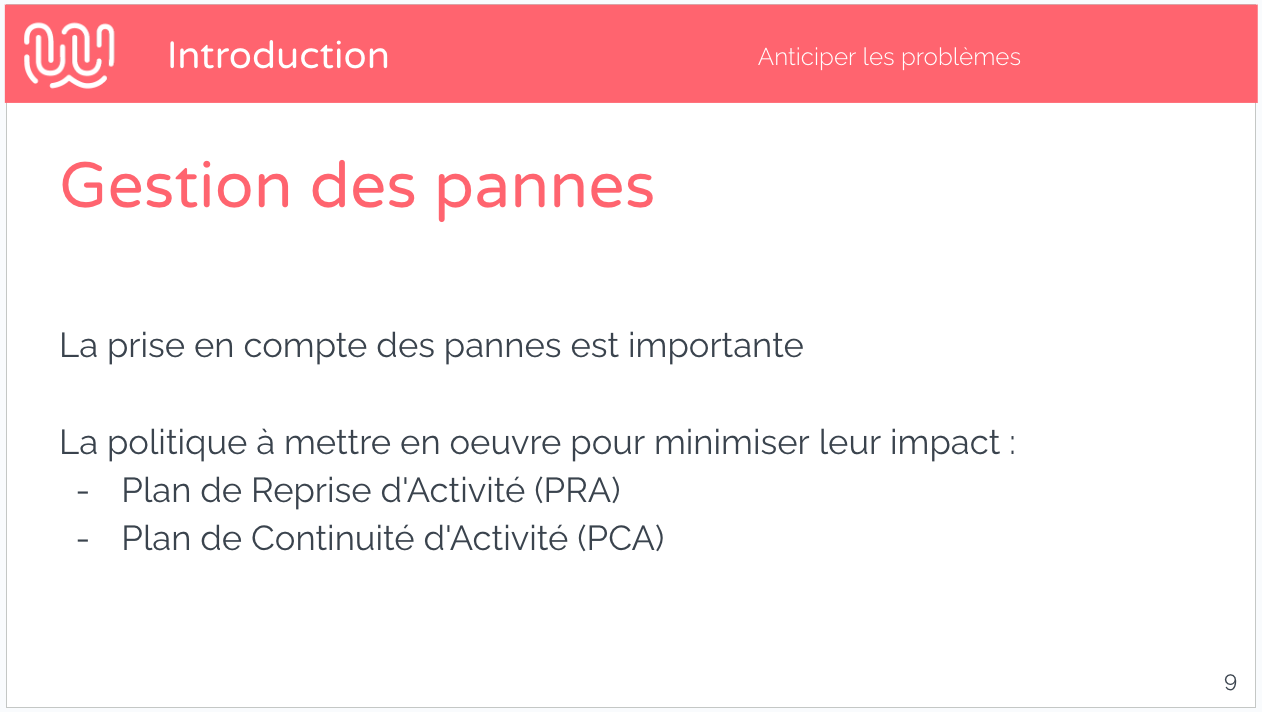 Introduction
Anticiper les problèmes
Gestion des pannes
La prise en compte des pannes est importante
La politique à mettre en oeuvre pour minimiser leur impact :
- Plan de Reprise d'Activité (PRA)
- Plan de Continuité d'Activité (PCA)
9